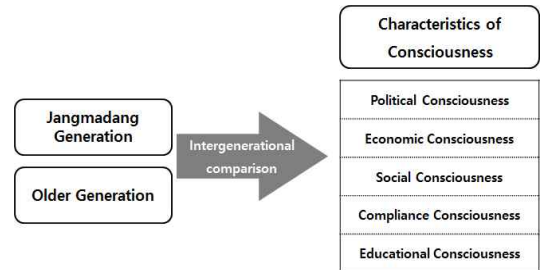 Characteristics of
Consciousness
Jangmadang
Generation
Older Generation
Intergenerational
comparison
Political Consciousness
Economic Consciousness
Social Consciousness
Compliance Consciousness
Educational Consciousness